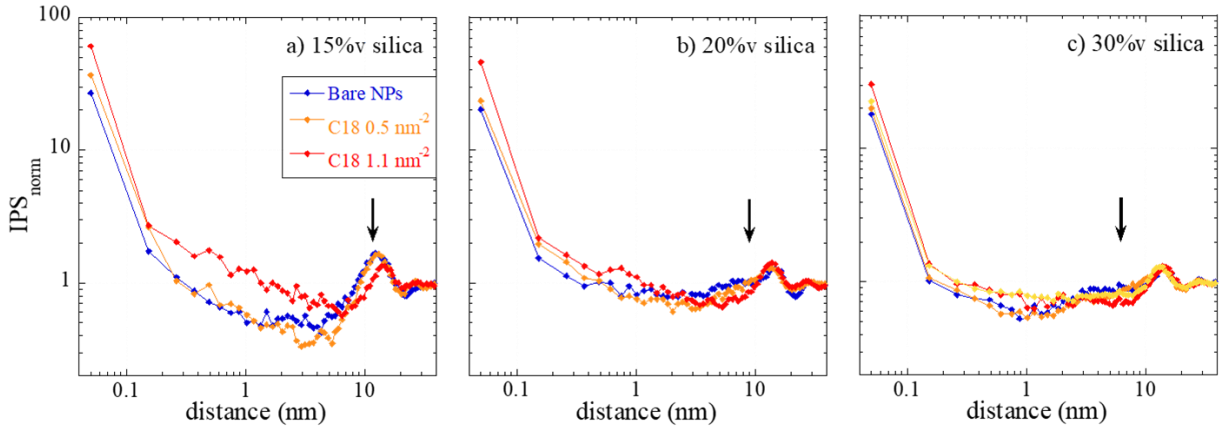 100
10
1
IPS_norm
a) 15%v silica
Bare NPs
C18 0.5 nm⁻²
C18 1.1 nm⁻²
0.1 1 10
distance (nm)
b) 20%v silica
0.1 1 10
distance (nm)
c) 30%v silica
0.1 1 10
distance (nm)